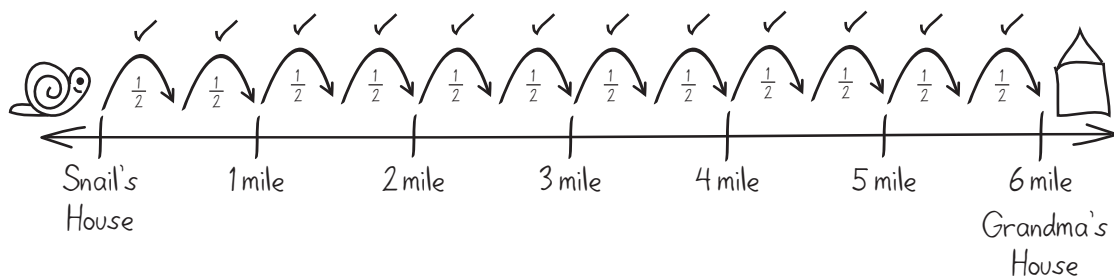 ½ ½ ½ ½ ½ ½ ½ ½ ½ ½ ½ ½
Snail's House
1 mile
2 mile
3 mile
4 mile
5 mile
6 mile
Grandma's
House